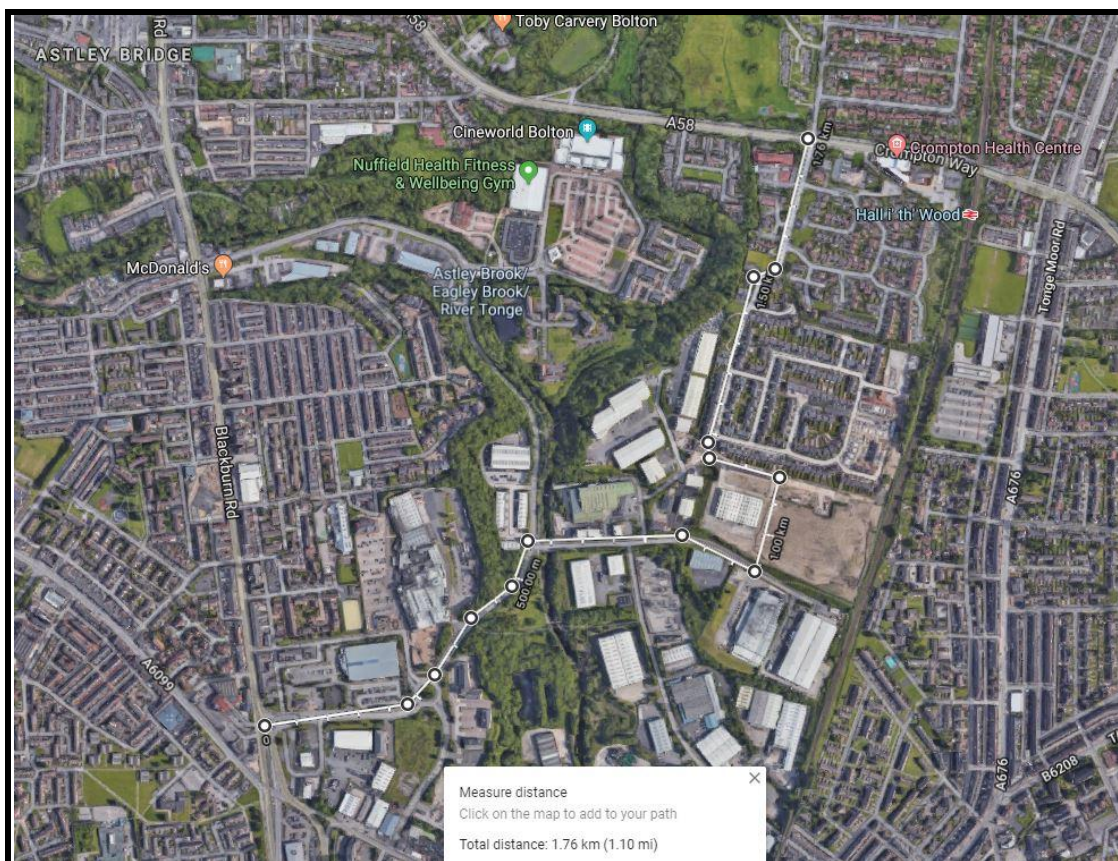 A58
Toby Carvery Bolton
Rd
ASTLEY BRIDGE
Cineworld Bolton
A58
1.76 km
Crompton Health Centre
Crompton Way
Nuffield Health Fitness
& Wellbeing Gym
Hall i' th' Wood
McDonald's
Astley Brook/
Eagley Brook/
River Tonge
1.50 k
Tonge Moor Rd
Blackburn Rd
A676
1.00 km
500.00 m
A6099
A676
B6208
Measure distance
Click on the map to add to your path
Total distance: 1.76 km (1.10 mi)